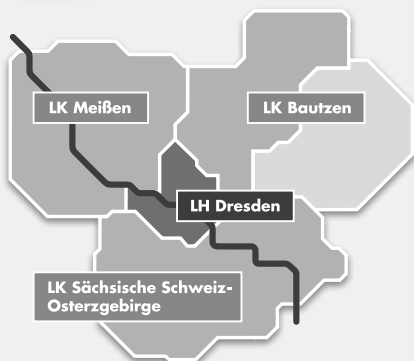 LK Meißen
LK Bautzen
LH Dresden
LK Sächsische Schweiz-
Osterzgebirge